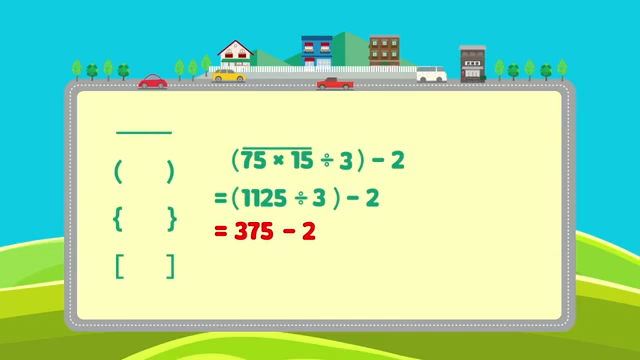 ( )
{ }
[ ]
(75 × 15 ÷ 3) - 2
= (1125 ÷ 3 ) - 2
= 375 - 2